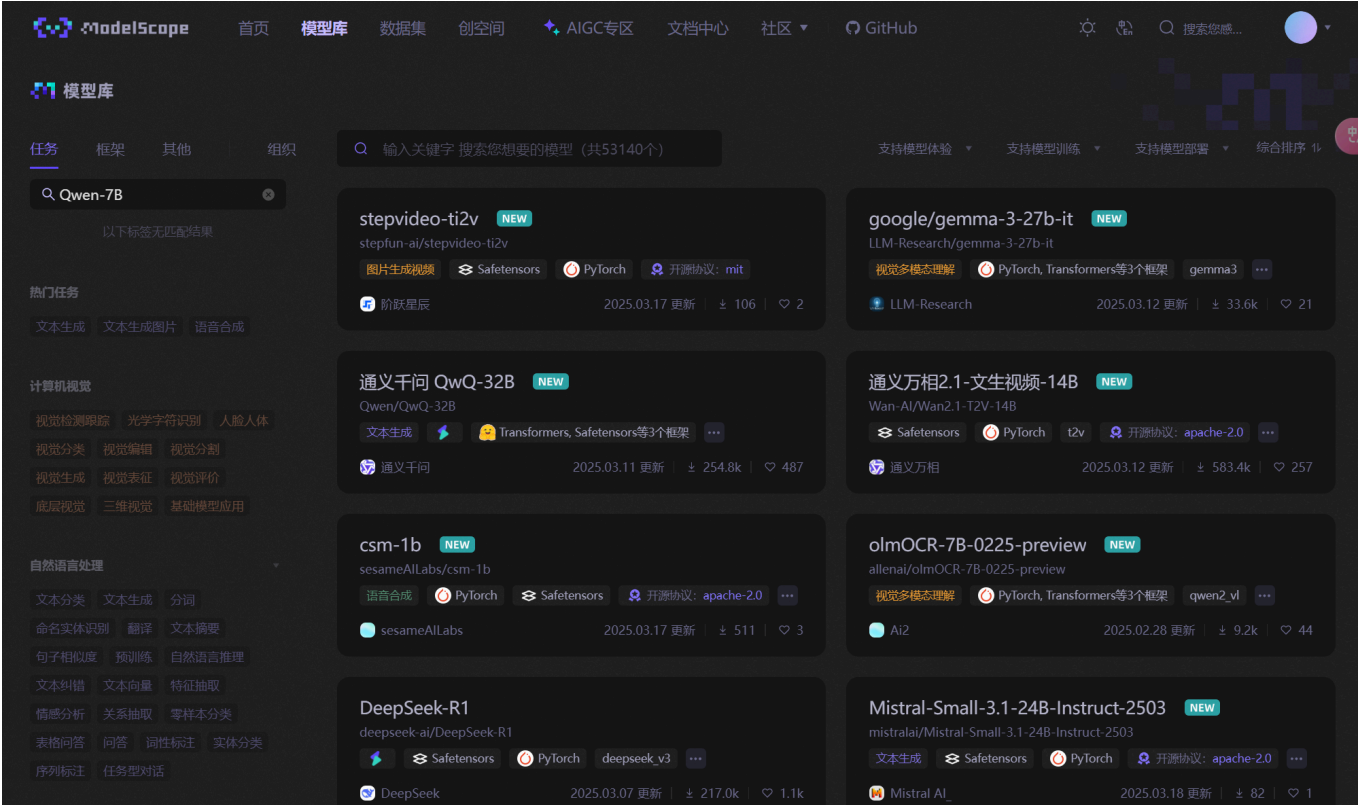 ModelScope 首页 模型库 数据集 创空间 AIGC专区 文档中心 社区 GitHub 搜索您感...
模型库
任务 框架 其他 组织
输入关键字 搜索您想要的模型（共53140个）
支持模型体验 支持模型训练 支持模型部署 综合排序
中
Qwen-7B
以下标签无匹配结果
热门任务
文本生成 文本生成图片 语音合成
计算机视觉
视觉检测跟踪 光学字符识别 人脸人体
视觉分类 视觉编辑 视觉分割
视觉生成 视觉表征 视觉评价
底层视觉 三维视觉 基础模型应用
自然语言处理
文本分类 文本生成 分词
命名实体识别 翻译 文本摘要
句子相似度 预训练 自然语言推理
文本纠错 文本向量 特征抽取
情感分析 关系抽取 零样本分类
表格问答 问答 词性标注 实体分类
序列标注 任务型对话
stepvideo-ti2v NEW
stepfun-ai/stepvideo-ti2v
图片生成视频 Safetensors PyTorch 开源协议：mit
阶跃星辰 2025.03.17 更新 106 2
google/gemma-3-27b-it NEW
LLM-Research/gemma-3-27b-it
视觉多模态理解 PyTorch, Transformers等3个框架 gemma3 ...
LLM-Research 2025.03.12 更新 33.6k 21
通义千问 QwQ-32B NEW
Qwen/QwQ-32B
文本生成 Transformers, Safetensors等3个框架 ...
通义千问 2025.03.11 更新 254.8k 487
通义万相2.1-文生视频-14B NEW
Wan-AI/Wan2.1-T2V-14B
Safetensors PyTorch t2v 开源协议：apache-2.0 ...
通义万相 2025.03.12 更新 583.4k 257
csm-1b NEW
sesameAILabs/csm-1b
语音合成 PyTorch Safetensors 开源协议：apache-2.0 ...
sesameAILabs 2025.03.17 更新 511 3
olmOCR-7B-0225-preview NEW
allenai/olmOCR-7B-0225-preview
视觉多模态理解 PyTorch, Transformers等3个框架 qwen2_vl ...
Ai2 2025.02.28 更新 9.2k 44
DeepSeek-R1
deepseek-ai/DeepSeek-R1
Safetensors PyTorch deepseek_v3 ...
DeepSeek 2025.03.07 更新 217.0k 1.1k
Mistral-Small-3.1-24B-Instruct-2503 NEW
mistralai/Mistral-Small-3.1-24B-Instruct-2503
文本生成 Safetensors PyTorch 开源协议：apache-2.0 ...
Mistral AI_ 2025.03.18 更新 82 1